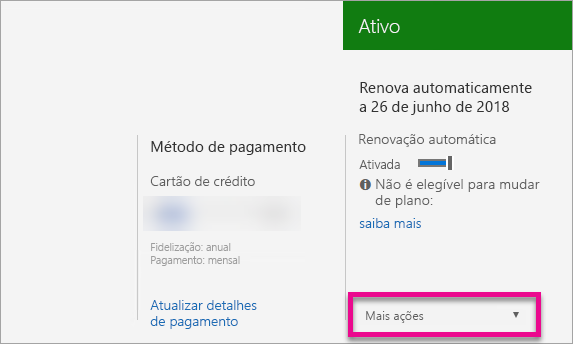 Ativo
Renova automaticamente
a 26 de junho de 2018
Método de pagamento
Renovação automática
Cartão de crédito
Ativada
Não é elegível para mudar
de plano:
saiba mais
Fidelização: anual
Pagamento: mensal
Atualizar detalhes
de pagamento
Mais ações